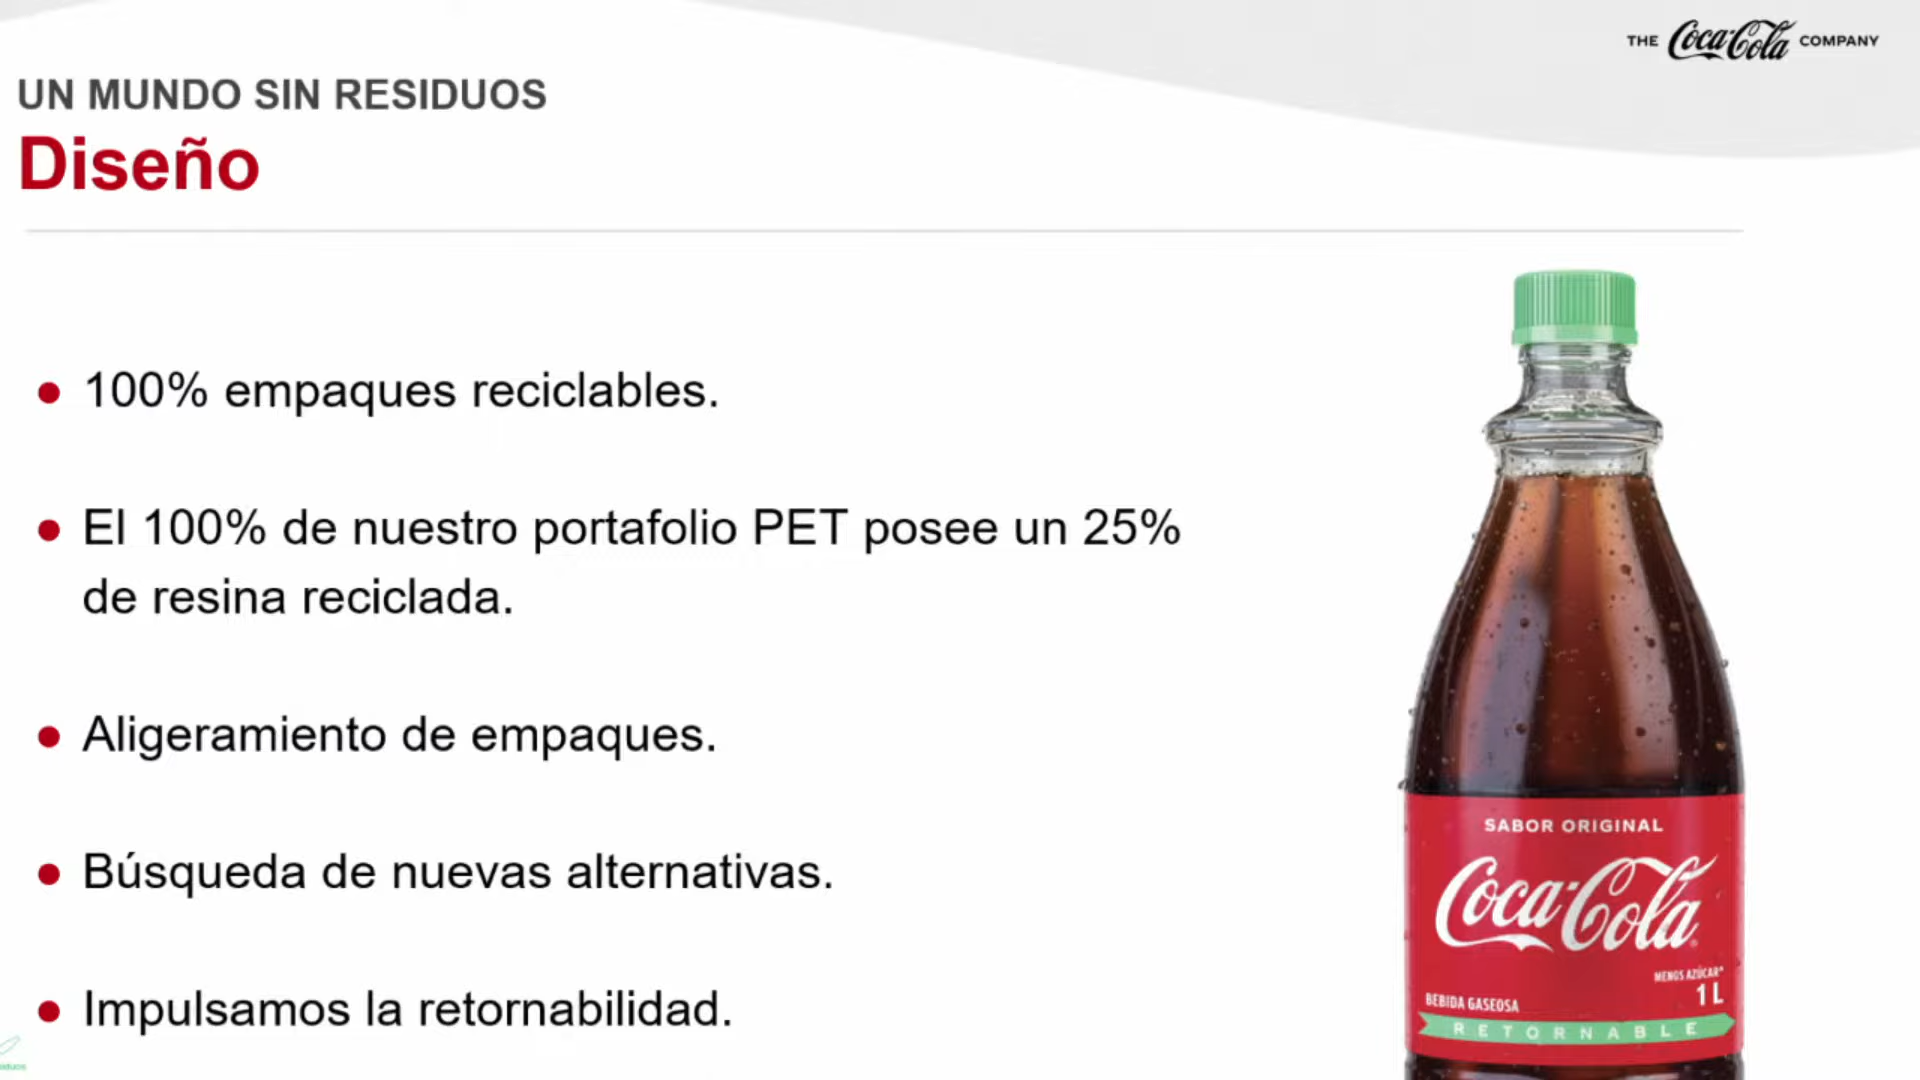 THE Coca-Cola COMPANY
UN MUNDO SIN RESIDUOS
Diseño
● 100% empaques reciclables.
● El 100% de nuestro portafolio PET posee un 25%
de resina reciclada.
● Aligeramiento de empaques.
● Búsqueda de nuevas alternativas.
● Impulsamos la retornabilidad.
SABOR ORIGINAL
Coca-Cola
MENOS AZÚCAR*
1 L
BEBIDA GASEOSA
RETORNABLE